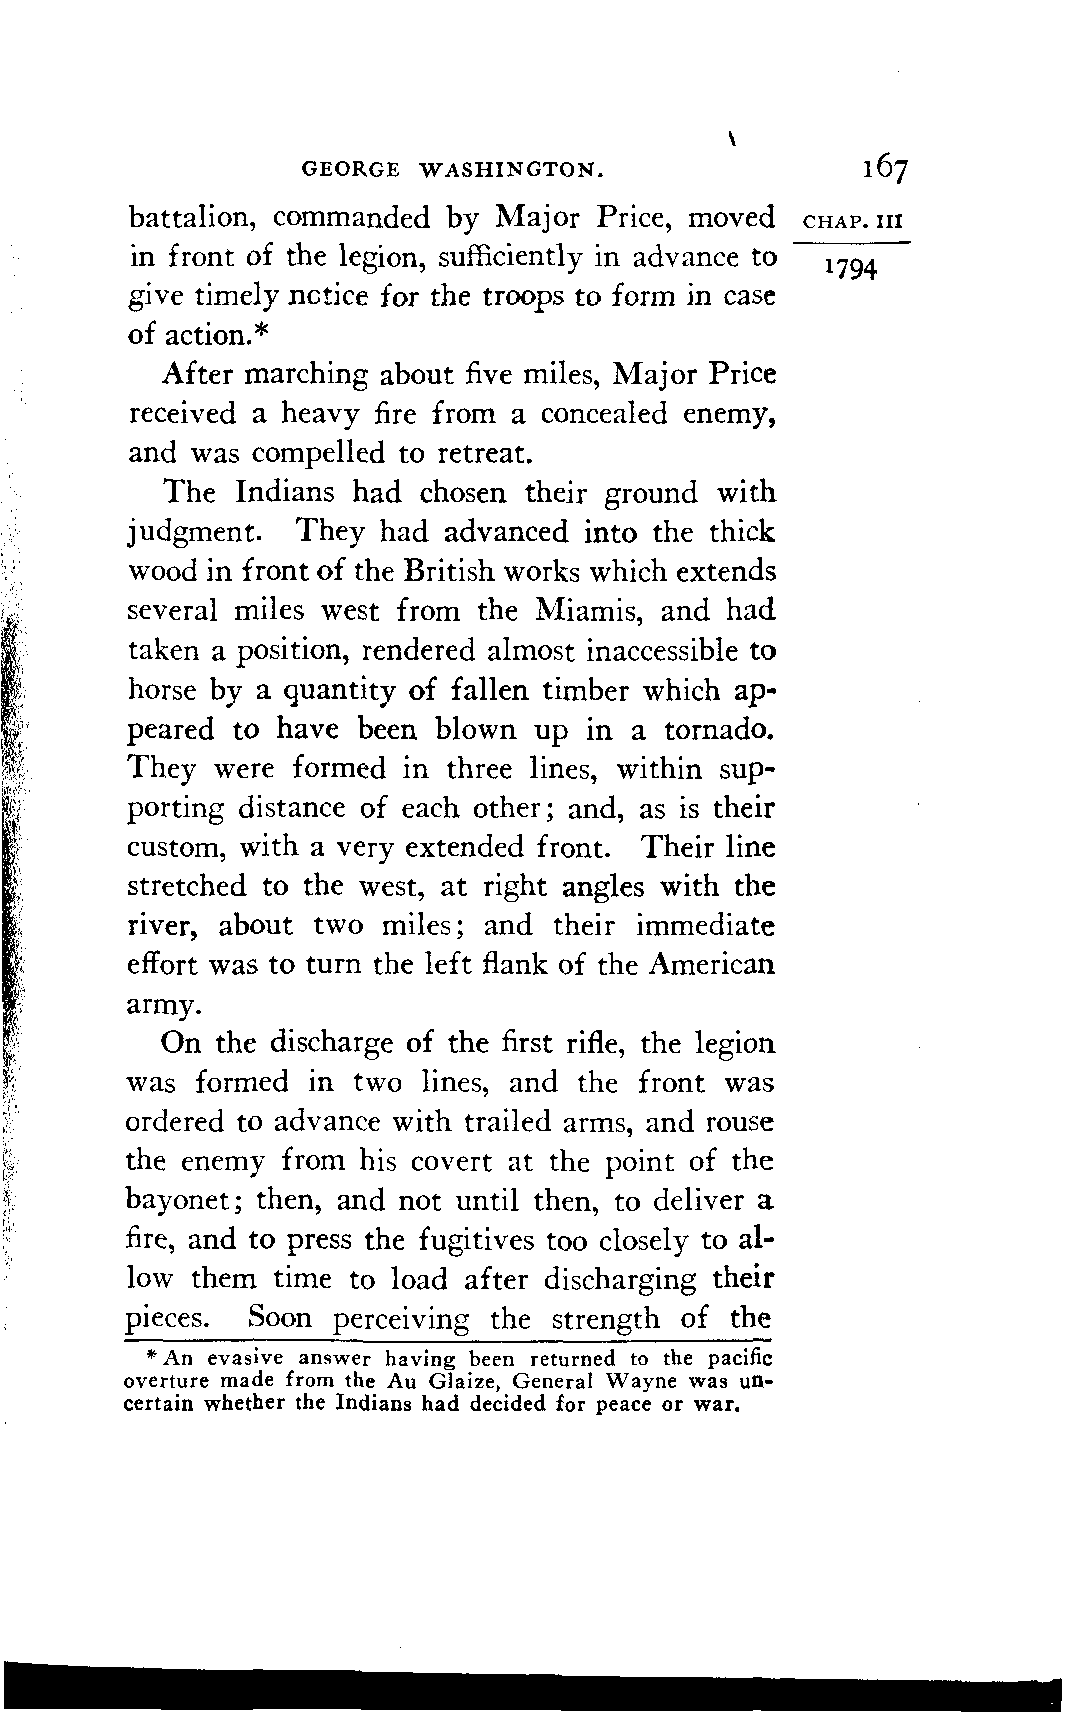 GEORGE WASHINGTON. 167
battalion, commanded by Major Price, moved
in front of the legion, sufficiently in advance to
give timely notice for the troops to form in case
of action.*
CHAP. III
1794
After marching about five miles, Major Price
received a heavy fire from a concealed enemy,
and was compelled to retreat.
The Indians had chosen their ground with
judgment. They had advanced into the thick
wood in front of the British works which extends
several miles west from the Miamis, and had
taken a position, rendered almost inaccessible to
horse by a quantity of fallen timber which ap-
peared to have been blown up in a tornado.
They were formed in three lines, within sup-
porting distance of each other; and, as is their
custom, with a very extended front. Their line
stretched to the west, at right angles with the
river, about two miles; and their immediate
effort was to turn the left flank of the American
army.
On the discharge of the first rifle, the legion
was formed in two lines, and the front was
ordered to advance with trailed arms, and rouse
the enemy from his covert at the point of the
bayonet; then, and not until then, to deliver a
fire, and to press the fugitives too closely to al-
low them time to load after discharging their
pieces. Soon perceiving the strength of the
* An evasive answer having been returned to the pacific
overture made from the Au Glaize, General Wayne was un-
certain whether the Indians had decided for peace or war.